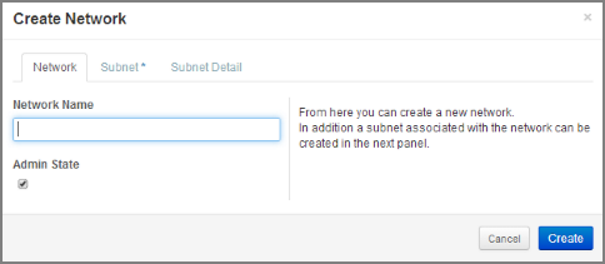 Create Network
×
Network
Subnet *
Subnet Detail
Network Name
Admin State
From here you can create a new network.
In addition a subnet associated with the network can be
created in the next panel.
Cancel
Create